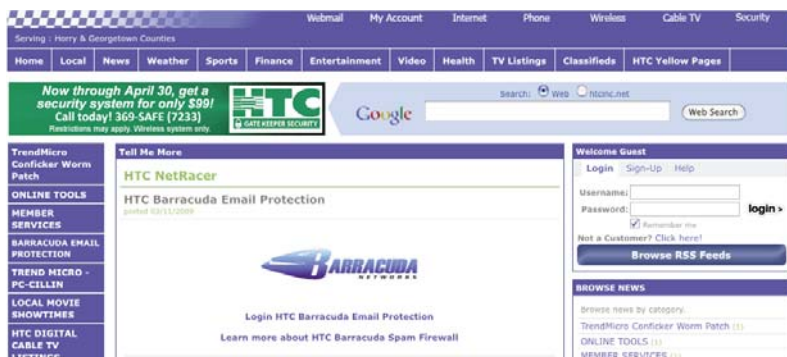 Webmail My Account Internet Phone Wireless Cable TV Security
Serving : Horry & Georgetown Counties
Home Local News Weather Sports Finance Entertainment Video Health TV Listings Classifieds HTC Yellow Pages
Now through April 30, get a
security system for only $99!
Call today! 369-SAFE (7233)
Restrictions may apply. Wireless system only.
HTC
GATE KEEPER SECURITY
Google
Search: Web htcinc.net
Web Search
TrendMicro
Conficker Worm
Patch
ONLINE TOOLS
MEMBER
SERVICES
BARRACUDA EMAIL
PROTECTION
TREND MICRO -
PC-CILLIN
LOCAL MOVIE
SHOWTIMES
HTC DIGITAL
CABLE TV
LISTINGS
Tell Me More
HTC NetRacer
HTC Barracuda Email Protection
posted 02/11/2009
BARRACUDA
NETWORKS
Login HTC Barracuda Email Protection
Learn more about HTC Barracuda Spam Firewall
Welcome Guest
Login Sign-Up Help
Username:
Password:
login >
Remember me
Not a Customer? Click here!
Browse RSS Feeds
BROWSE NEWS
Browse news by category.
TrendMicro Conficker Worm Patch (1)
ONLINE TOOLS (1)
MEMBER SERVICES